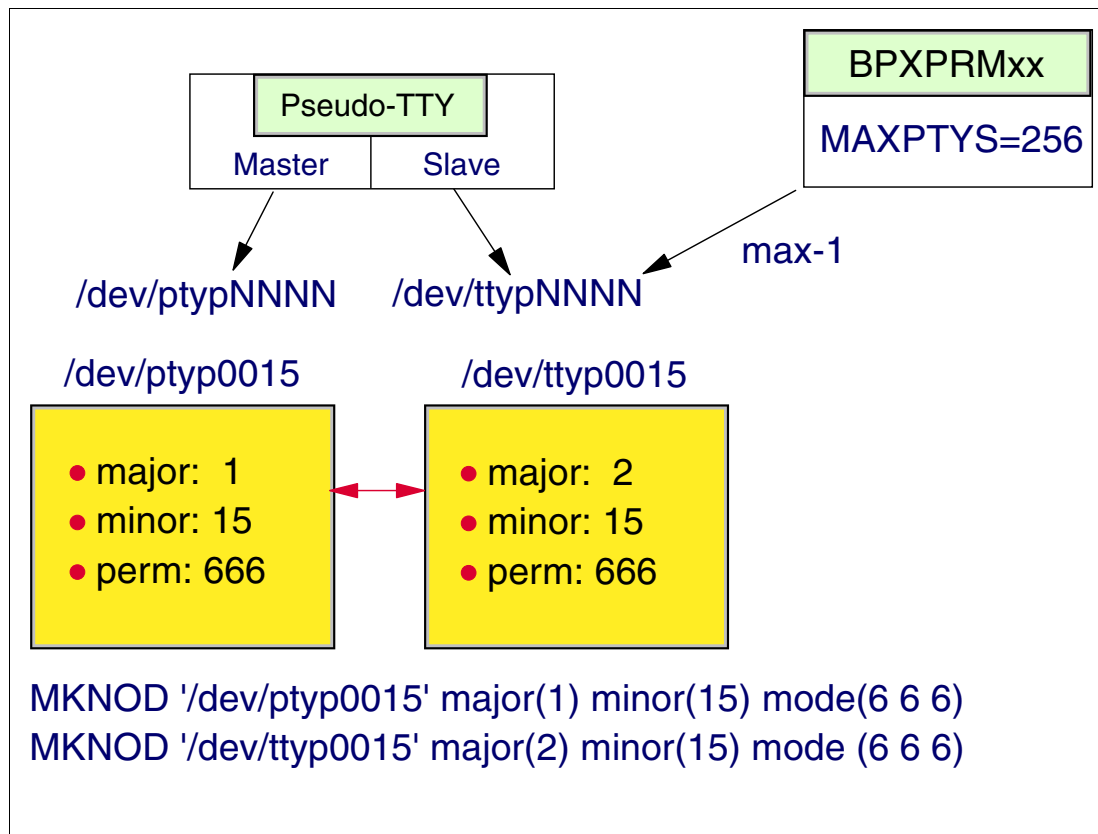 BPXPRMxx
MAXPTYS=256
Pseudo-TTY
Master
Slave
max-1
/dev/ptypNNNN
/dev/ttypNNNN
/dev/ptyp0015
/dev/ttyp0015
● major: 1
● minor: 15
● perm: 666
● major: 2
● minor: 15
● perm: 666
MKNOD '/dev/ptyp0015' major(1) minor(15) mode(6 6 6)
MKNOD '/dev/ttyp0015' major(2) minor(15) mode (6 6 6)